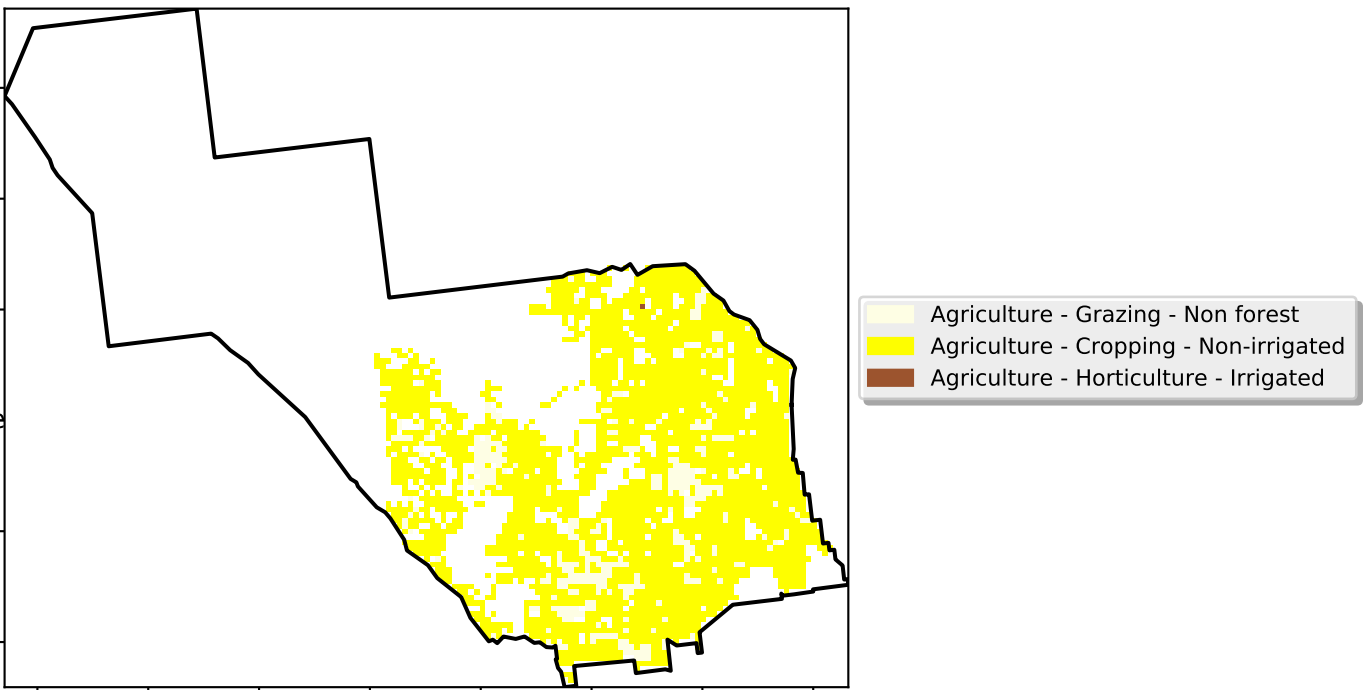 Agriculture - Grazing - Non forest
Agriculture - Cropping - Non-irrigated
Agriculture - Horticulture - Irrigated